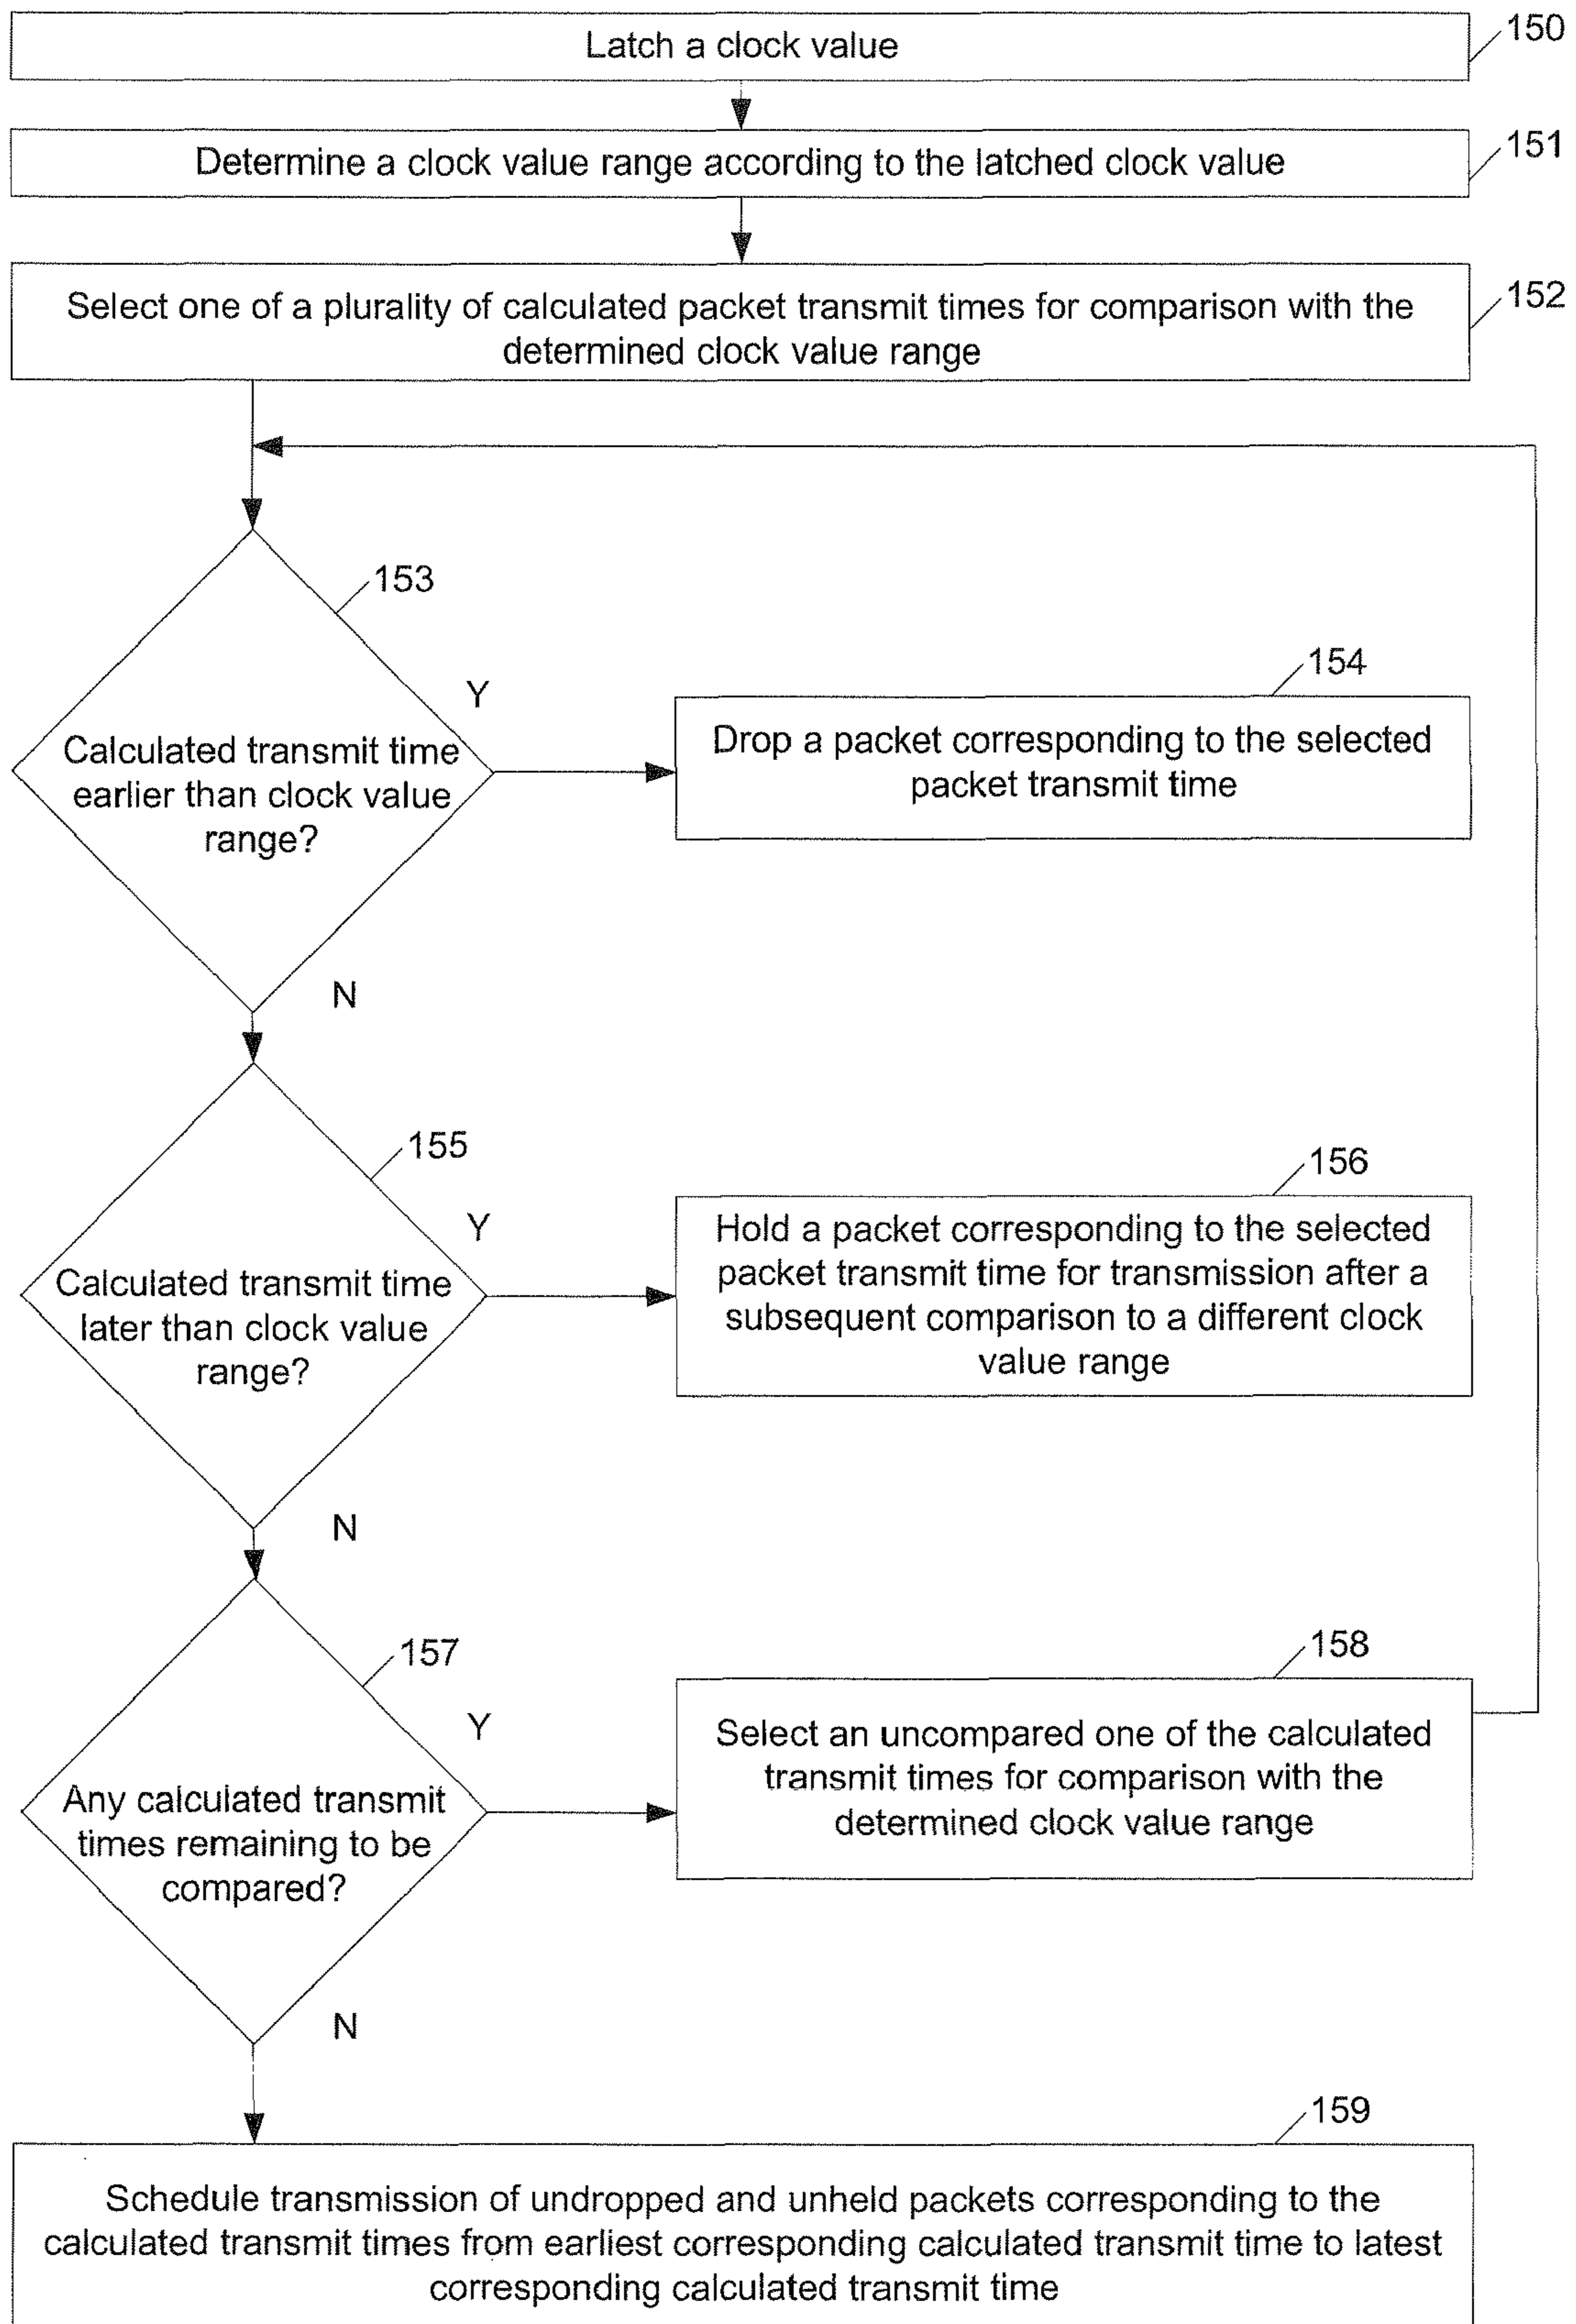 Latch a clock value
150
Determine a clock value range according to the latched clock value
151
Select one of a plurality of calculated packet transmit times for comparison with the
determined clock value range
152
153
Y
Calculated transmit time
earlier than clock value
range?
154
Drop a packet corresponding to the selected
packet transmit time
N
155
Y
Calculated transmit time
later than clock value
range?
156
Hold a packet corresponding to the selected
packet transmit time for transmission after a
subsequent comparison to a different clock
value range
N
157
Y
Any calculated transmit
times remaining to be
compared?
158
Select an uncompared one of the calculated
transmit times for comparison with the
determined clock value range
N
159
Schedule transmission of undropped and unheld packets corresponding to the
calculated transmit times from earliest corresponding calculated transmit time to latest
corresponding calculated transmit time